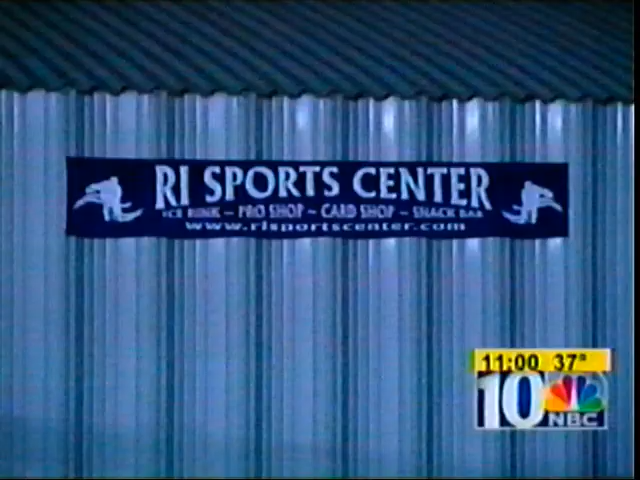 RI SPORTS CENTER
ICE RINK ~ PRO SHOP ~ CARD SHOP ~ SNACK BAR
www.risportscenter.com
11:00 37°
10
NBC